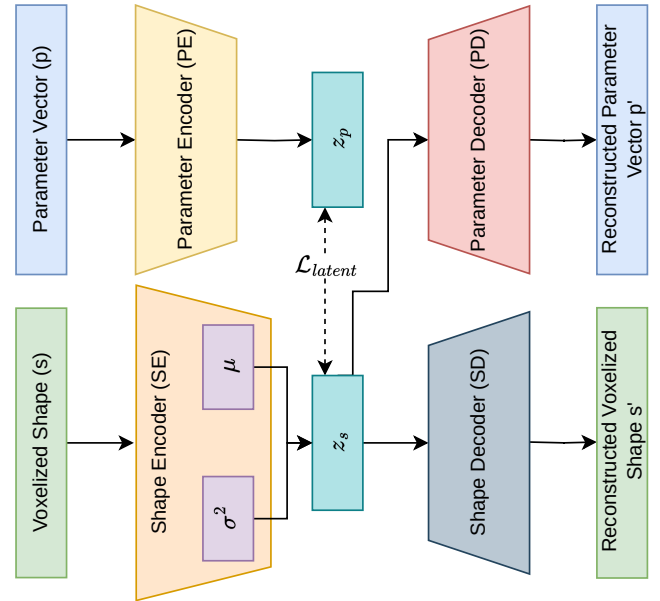 Parameter Vector (p)
Parameter Encoder (PE)
z_p
Parameter Decoder (PD)
Reconstructed Parameter
Vector p'
ℒ_latent
Voxelized Shape (s)
Shape Encoder (SE)
μ
σ²
z_s
Shape Decoder (SD)
Reconstructed Voxelized
Shape s'